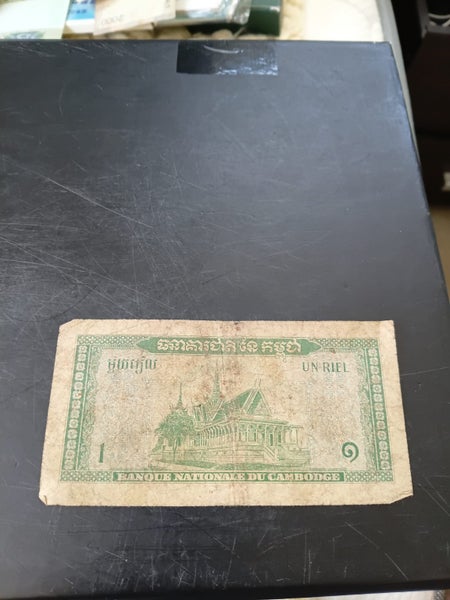 2000
ធនាគារជាតិ នៃ កម្ពុជា
មួយរៀល
UN RIEL
1
១
BANQUE NATIONALE DU CAMBODGE